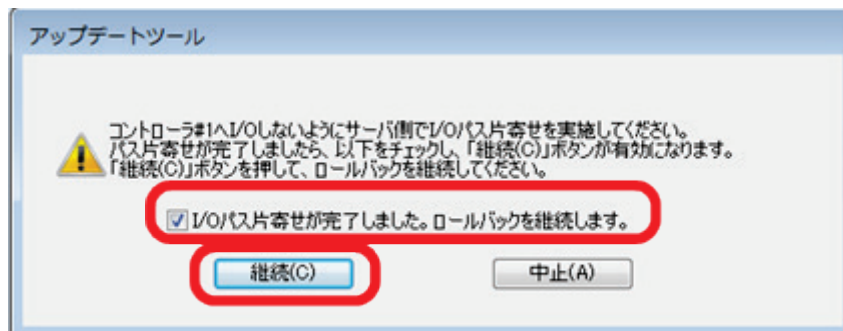 アップデートツール
コントローラ#1へI/OしないようにサーバI側でI/Oパス片寄せを実施してください。
パス片寄せが完了しましたら、以下をチェックし、「継続(C)」ボタンが有効になります。
「継続(C)」ボタンを押して、ロールバックを継続してください。
I/Oパス片寄せが完了しました。ロールバックを継続します。
継続(C)
中止(A)